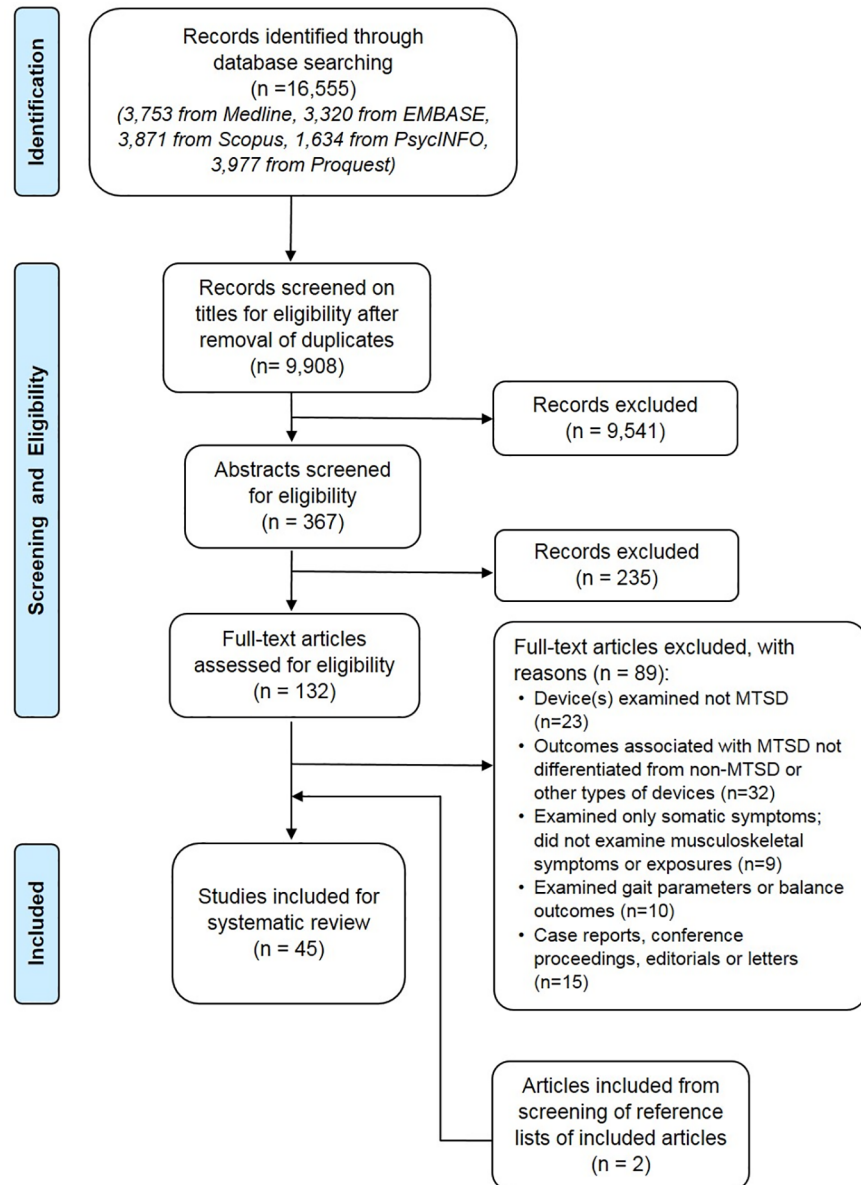 Identification
Records identified through
database searching
(n =16,555)
(3,753 from Medline, 3,320 from EMBASE,
3,871 from Scopus, 1,634 from PsycINFO,
3,977 from Proquest)
Screening and Eligibility
Records screened on
titles for eligibility after
removal of duplicates
(n= 9,908)
Records excluded
(n = 9,541)
Abstracts screened
for eligibility
(n = 367)
Records excluded
(n = 235)
Full-text articles
assessed for eligibility
(n = 132)
Full-text articles excluded, with
reasons (n = 89):
• Device(s) examined not MTSD
(n=23)
• Outcomes associated with MTSD not
differentiated from non-MTSD or
other types of devices (n=32)
• Examined only somatic symptoms;
did not examine musculoskeletal
symptoms or exposures (n=9)
• Examined gait parameters or balance
outcomes (n=10)
• Case reports, conference
proceedings, editorials or letters
(n=15)
Included
Studies included for
systematic review
(n = 45)
Articles included from
screening of reference
lists of included articles
(n = 2)